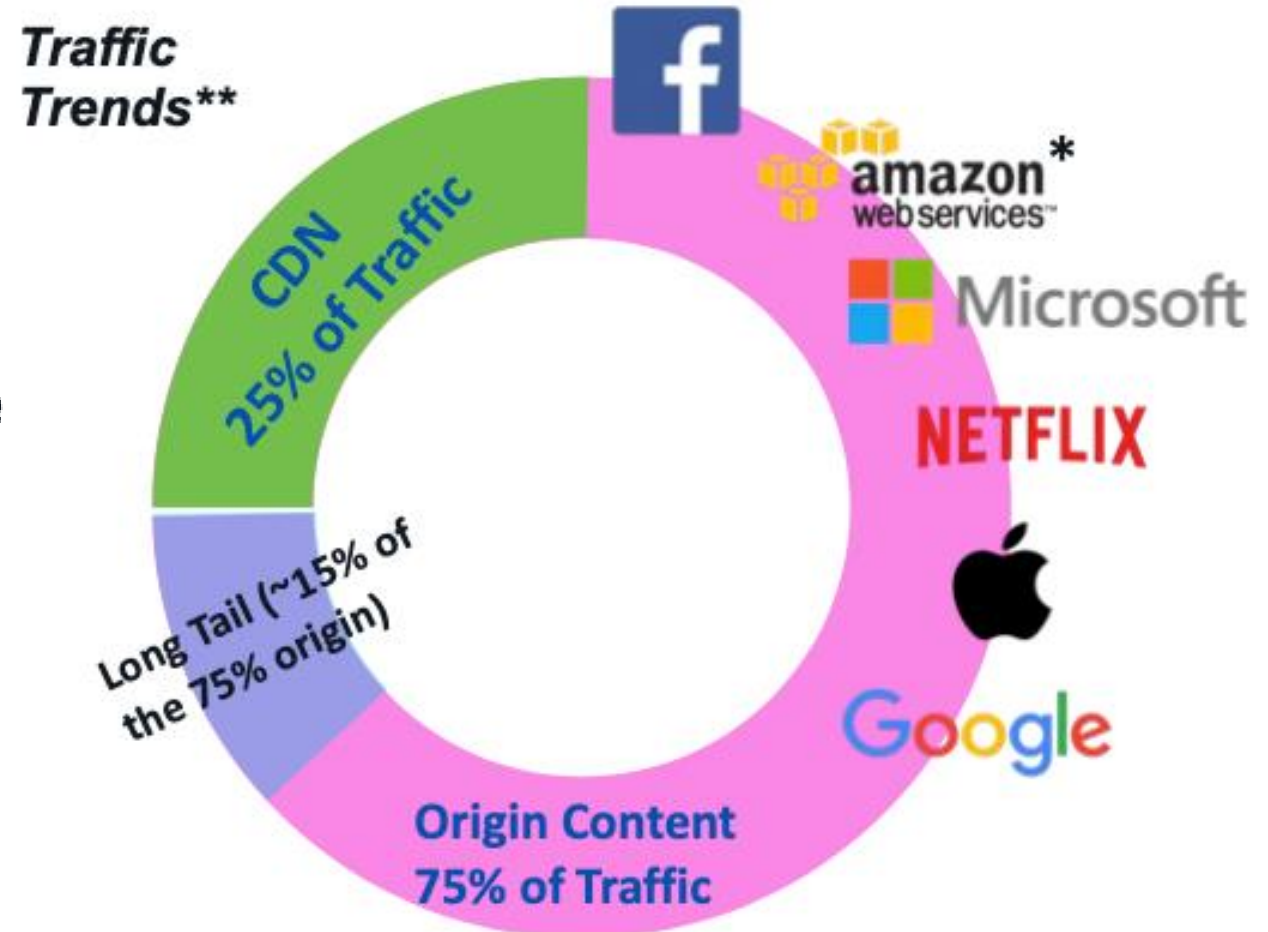 Traffic
Trends**
f
amazon*
webservices™
Microsoft
NETFLIX
Google
CDN
25% of Traffic
Long Tail (~15% of
the 75% origin)
Origin Content
75% of Traffic